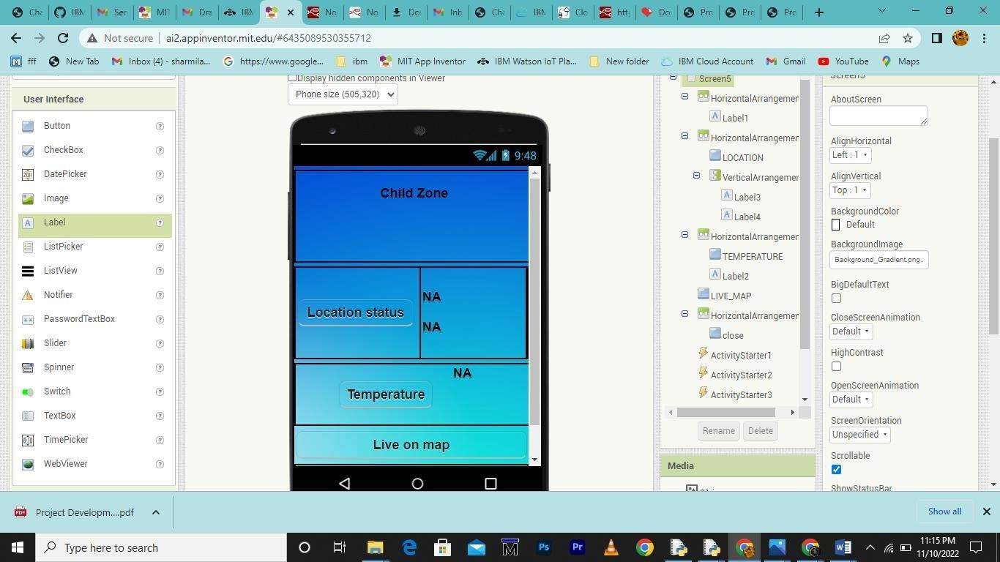 Cha
IBM
Ser
MIT
Dra
IBM
MIT
No
No
Do
Inb
Cha
IBM
Clo
http
Do
Pro
Pro
Pro
Not secure
ai2.appinventor.mit.edu/#6435089530355712
fff
New Tab
Inbox (4) - sharmila...
https://www.google...
ibm
MIT App Inventor
IBM Watson IoT Pla...
New folder
IBM Cloud Account
Gmail
YouTube
Maps
User Interface
Button
CheckBox
DatePicker
Image
Label
ListPicker
ListView
Notifier
PasswordTextBox
Slider
Spinner
Switch
TextBox
TimePicker
WebViewer
Display hidden components in Viewer
Phone size (505,320)
9:48
Child Zone
Location status
NA
NA
NA
Temperature
Live on map
Screen5
HorizontalArrangemen
Label1
HorizontalArrangemen
LOCATION
VerticalArrangemen
Label3
Label4
HorizontalArrangemen
TEMPERATURE
Label2
LIVE_MAP
HorizontalArrangemen
close
ActivityStarter1
ActivityStarter2
ActivityStarter3
Rename
Delete
Media
Screen5
AboutScreen
AlignHorizontal
Left : 1
AlignVertical
Top : 1
BackgroundColor
Default
BackgroundImage
Background_Gradient.png...
BigDefaultText
CloseScreenAnimation
Default
HighContrast
OpenScreenAnimation
Default
ScreenOrientation
Unspecified
Scrollable
ShowStatusBar
Project Developm....pdf
Show all
Type here to search
11:15 PM
11/10/2022